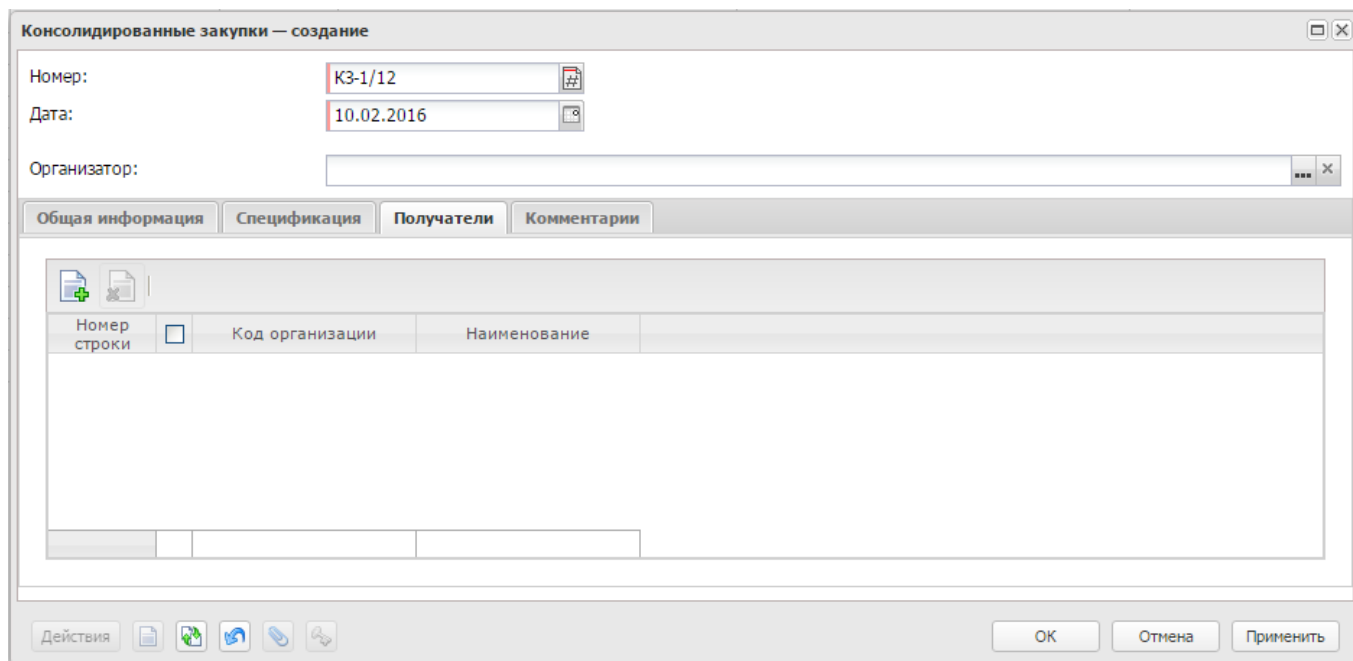 Консолидированные закупки — создание
Номер:
КЗ-1/12
Дата:
10.02.2016
Организатор:
Общая информация Спецификация Получатели Комментарии
Номер строки Код организации Наименование
Действия ОК Отмена Применить